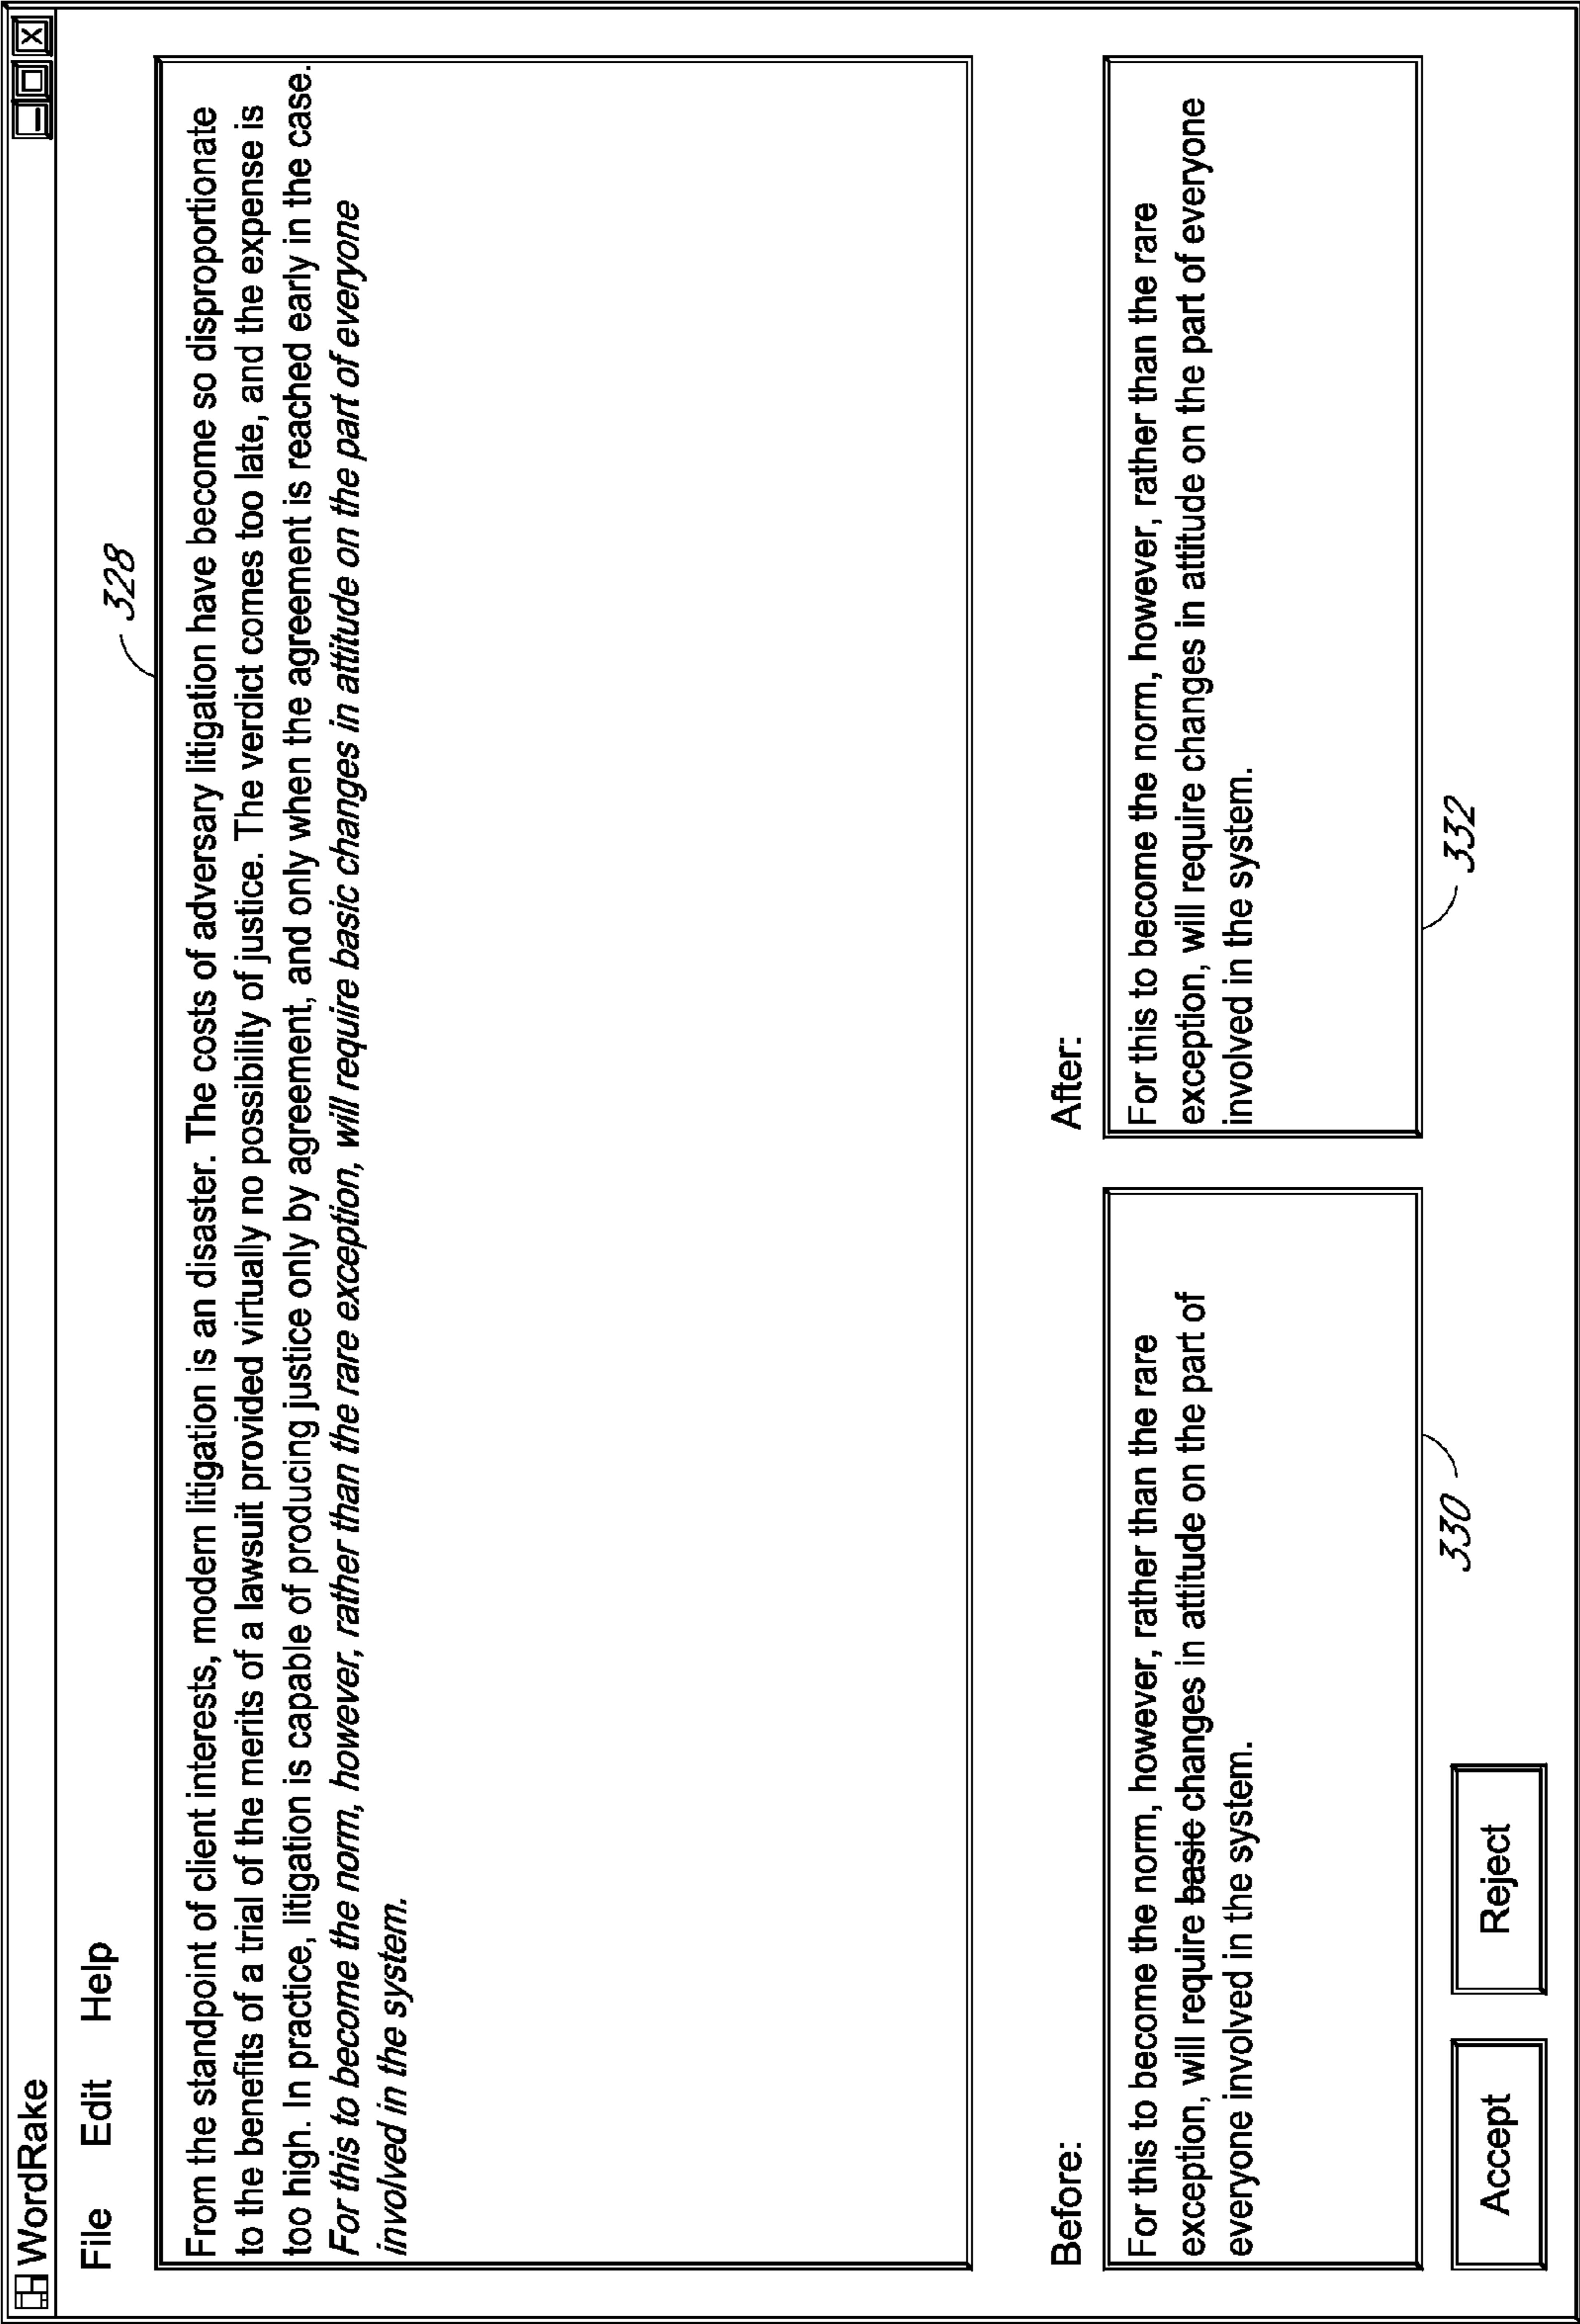 WordRake
File Edit Help
328
From the standpoint of client interests, modern litigation is an disaster. The costs of adversary litigation have become so disproportionate
to the benefits of a trial of the merits of a lawsuit provided virtually no possibility of justice. The verdict comes too late, and the expense is
too high. In practice, litigation is capable of producing justice only by agreement, and only when the agreement is reached early in the case.
For this to become the norm, however, rather than the rare exception, will require basic changes in attitude on the part of everyone
involved in the system.
Before:
For this to become the norm, however, rather than the rare
exception, will require basic changes in attitude on the part of
everyone involved in the system.
330
After:
For this to become the norm, however, rather than the rare
exception, will require changes in attitude on the part of everyone
involved in the system.
332
Accept
Reject